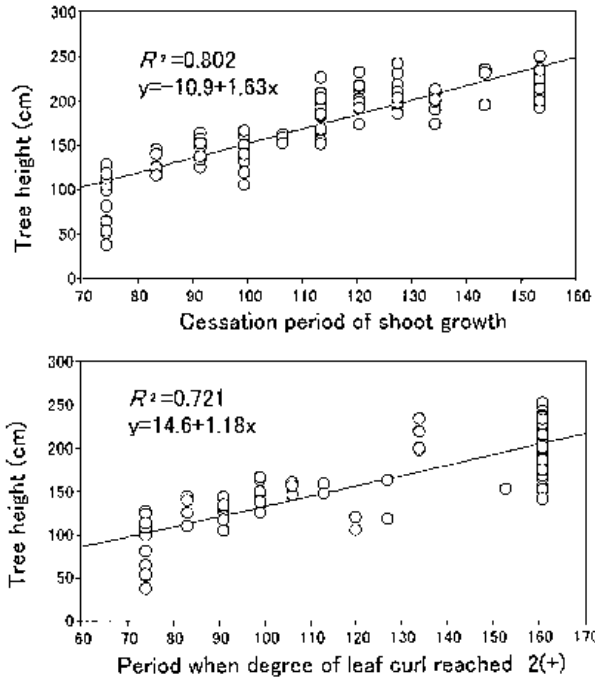 300
250
200
150
100
50
0
Tree height (cm)
R²=0.802
y=-10.9+1.63x
70 80 90 100 110 120 130 140 150 160
Cessation period of shoot growth
300
250
200
150
100
50
0
Tree height (cm)
R²=0.721
y=14.6+1.18x
60 70 80 90 100 110 120 130 140 150 160 170
Period when degree of leaf curl reached 2(+)